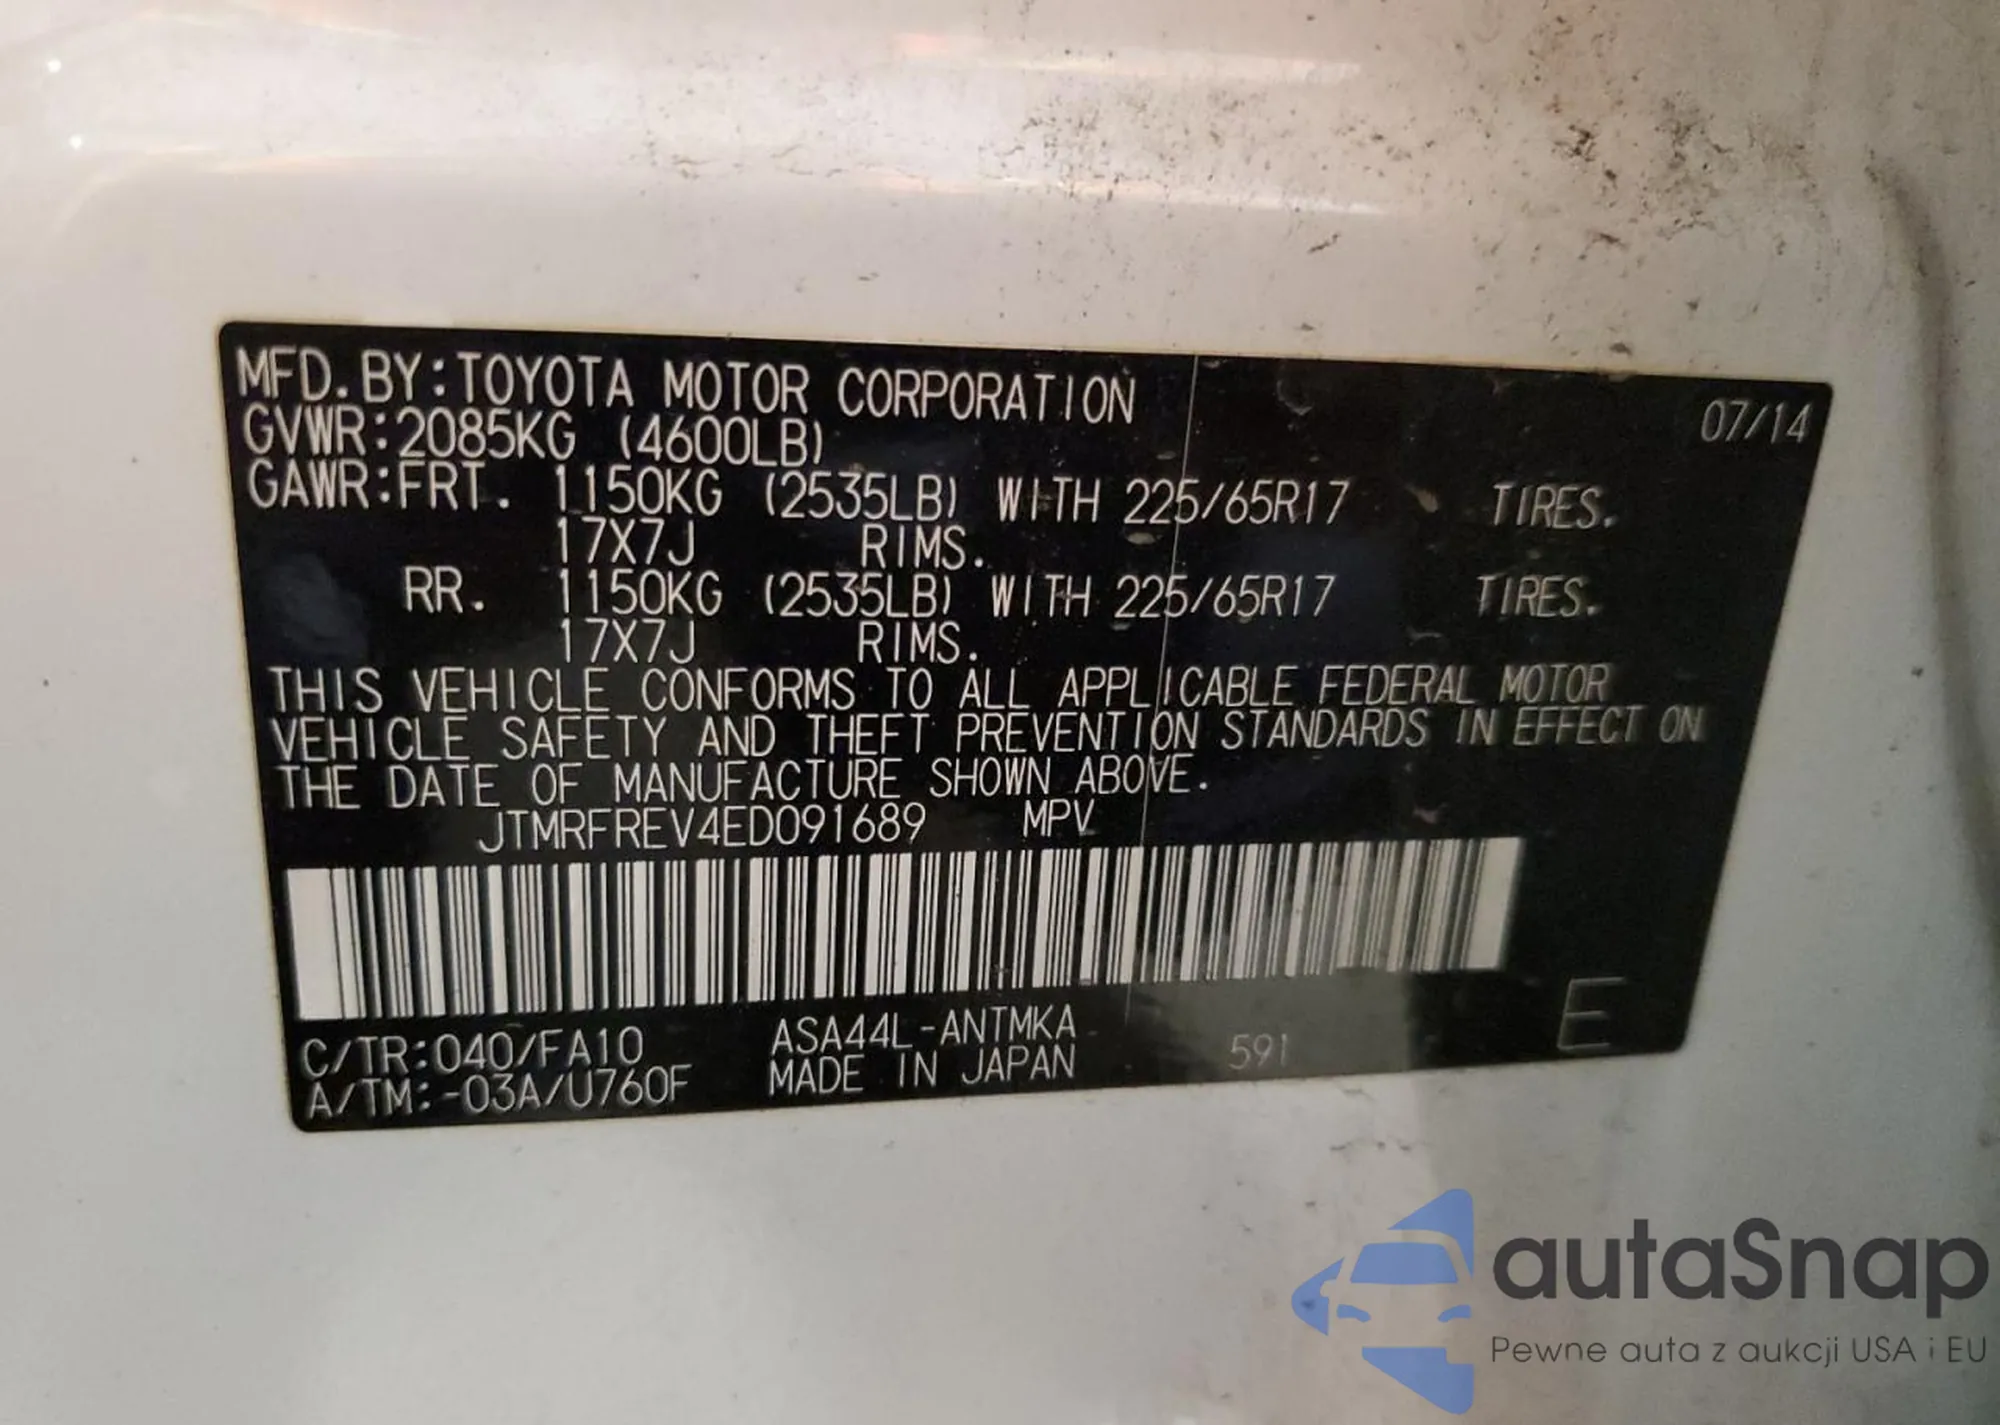 MFD.BY:TOYOTA MOTOR CORPORATION 07/14
GVWR:2085KG (4600LB)
GAWR:FRT. 1150KG (2535LB) WITH 225/65R17 TIRES.
17X7J RIMS.
RR. 1150KG (2535LB) WITH 225/65R17 TIRES.
17X7J RIMS.
THIS VEHICLE CONFORMS TO ALL APPLICABLE FEDERAL MOTOR
VEHICLE SAFETY AND THEFT PREVENTION STANDARDS IN EFFECT ON
THE DATE OF MANUFACTURE SHOWN ABOVE.
JTMRFREV4ED091689 MPV
C/TR:040/FA10 ASA44L-ANTMKA
A/TM:-03A/U760F MADE IN JAPAN 591 E
autaSnap
Pewne auta z aukcji USA i EU